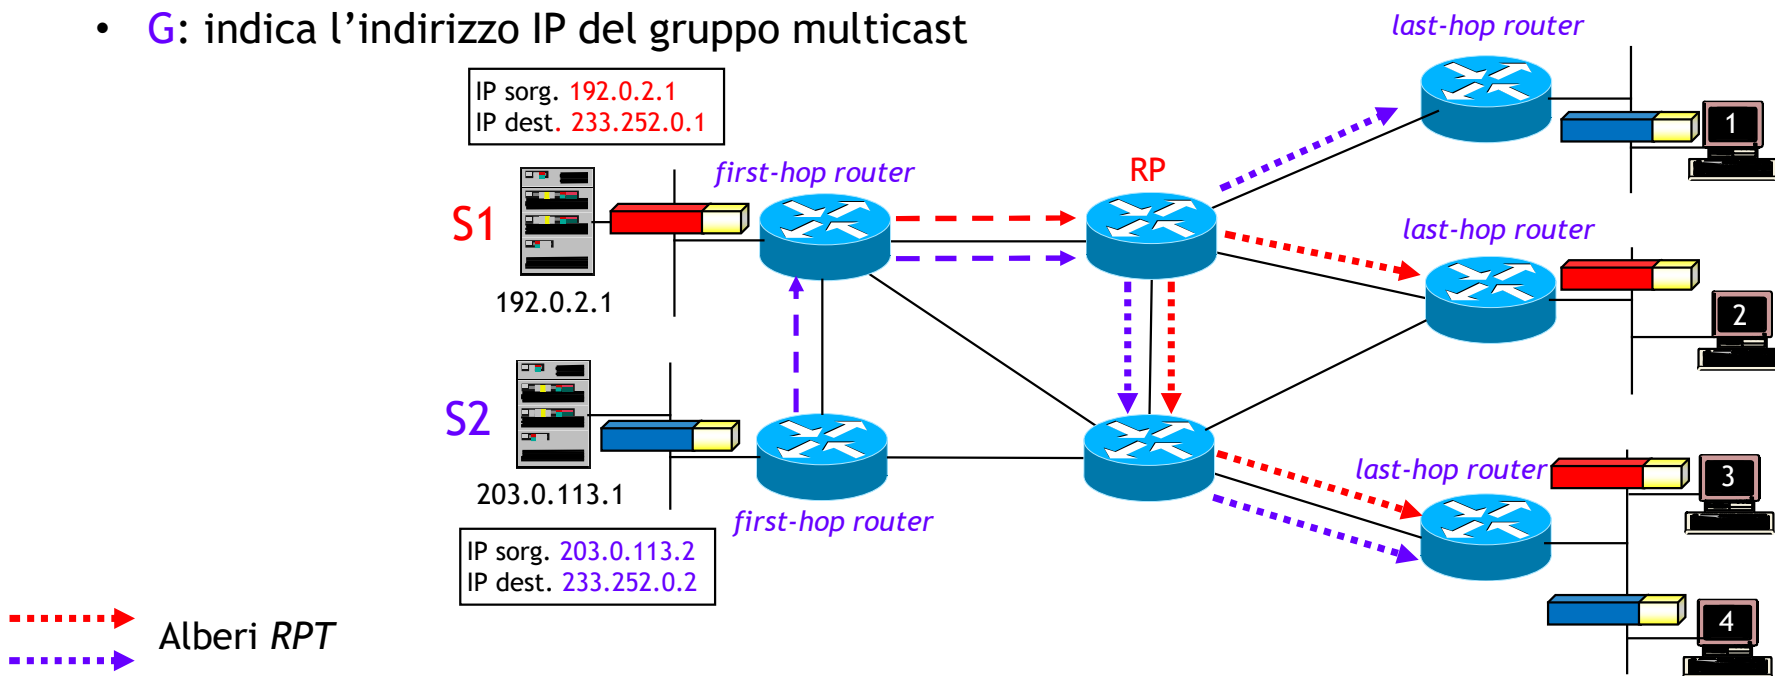 • G: indica l’indirizzo IP del gruppo multicast
last-hop router
IP sorg. 192.0.2.1
IP dest. 233.252.0.1
1
first-hop router
RP
S1
last-hop router
192.0.2.1
2
S2
last-hop router
3
203.0.113.1
first-hop router
IP sorg. 203.0.113.2
IP dest. 233.252.0.2
4
Alberi RPT